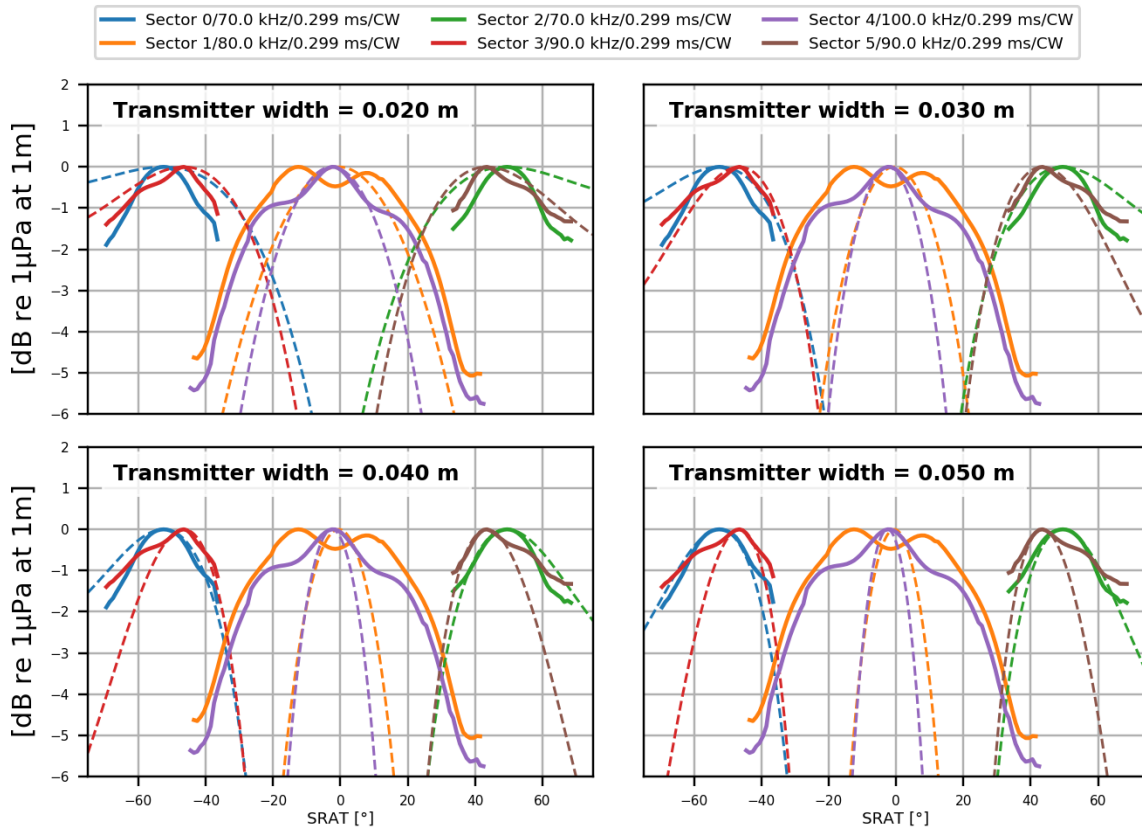 Sector 0/70.0 kHz/0.299 ms/CW Sector 2/70.0 kHz/0.299 ms/CW Sector 4/100.0 kHz/0.299 ms/CW
Sector 1/80.0 kHz/0.299 ms/CW Sector 3/90.0 kHz/0.299 ms/CW Sector 5/90.0 kHz/0.299 ms/CW
Transmitter width = 0.020 m
2
1
0
−1
−2
−3
−4
−5
−6
[dB re 1μPa at 1m]
Transmitter width = 0.030 m
Transmitter width = 0.040 m
2
1
0
−1
−2
−3
−4
−5
−6
[dB re 1μPa at 1m]
−60 −40 −20 0 20 40 60
SRAT [°]
Transmitter width = 0.050 m
−60 −40 −20 0 20 40 60
SRAT [°]